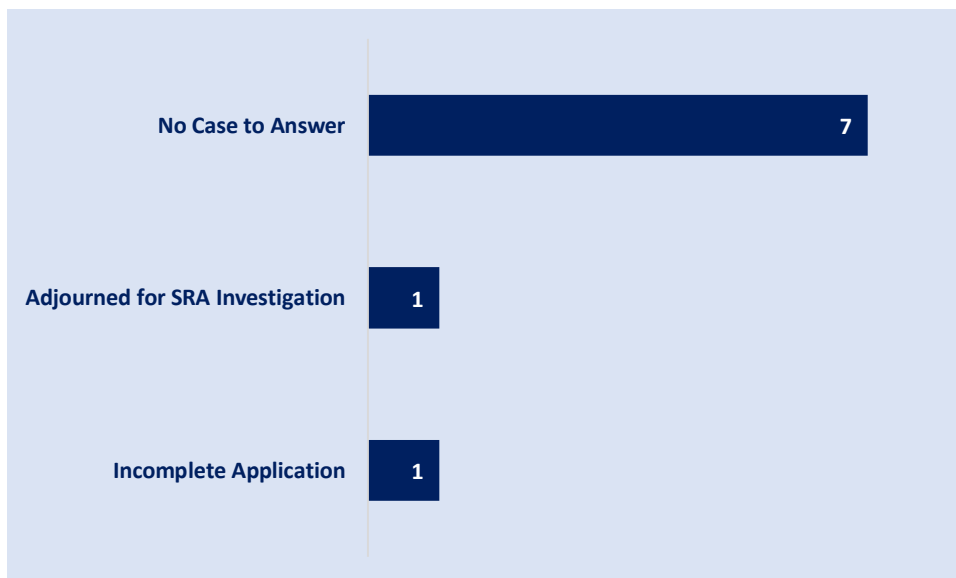 No Case to Answer
7
Adjourned for SRA Investigation
1
Incomplete Application
1